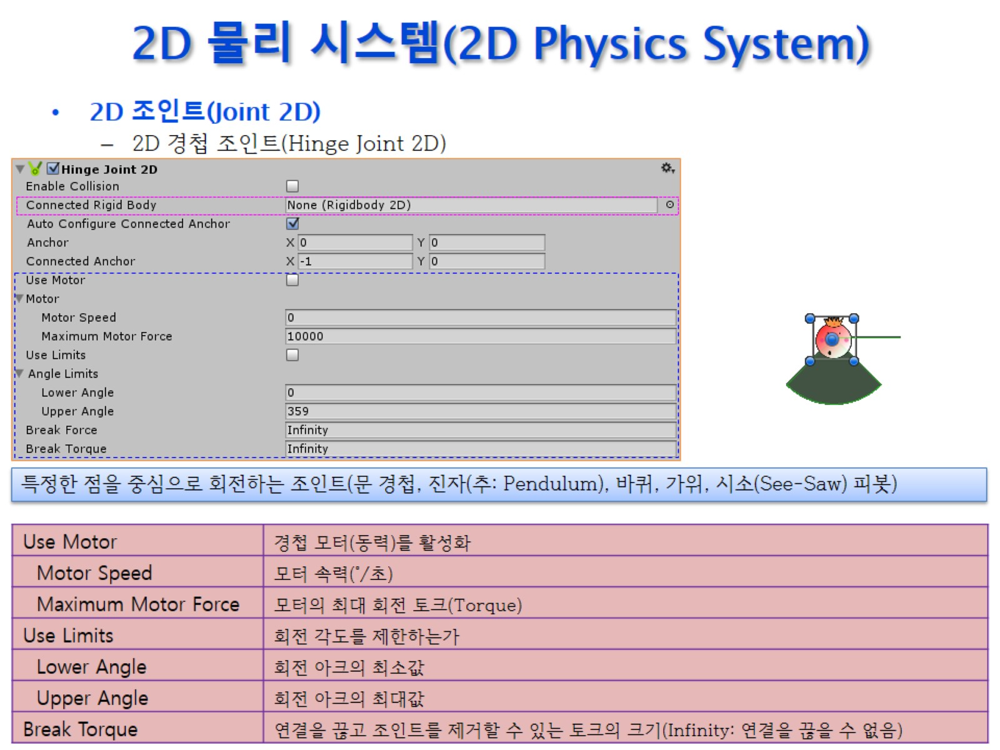 2D 물리 시스템(2D Physics System)
• 2D 조인트(Joint 2D)
– 2D 경첩 조인트(Hinge Joint 2D)
Hinge Joint 2D
Enable Collision
Connected Rigid Body None (Rigidbody 2D)
Auto Configure Connected Anchor
Anchor X 0 Y 0
Connected Anchor X -1 Y 0
Use Motor
Motor
Motor Speed 0
Maximum Motor Force 10000
Use Limits
Angle Limits
Lower Angle 0
Upper Angle 359
Break Force Infinity
Break Torque Infinity
특정한 점을 중심으로 회전하는 조인트(문 경첩, 진자(추: Pendulum), 바퀴, 가위, 시소(See-Saw) 피봇)
Use Motor 경첩 모터(동력)를 활성화
Motor Speed 모터 속력(°/초)
Maximum Motor Force 모터의 최대 회전 토크(Torque)
Use Limits 회전 각도를 제한하는가
Lower Angle 회전 아크의 최소값
Upper Angle 회전 아크의 최대값
Break Torque 연결을 끊고 조인트를 제거할 수 있는 토크의 크기(Infinity: 연결을 끊을 수 없음)